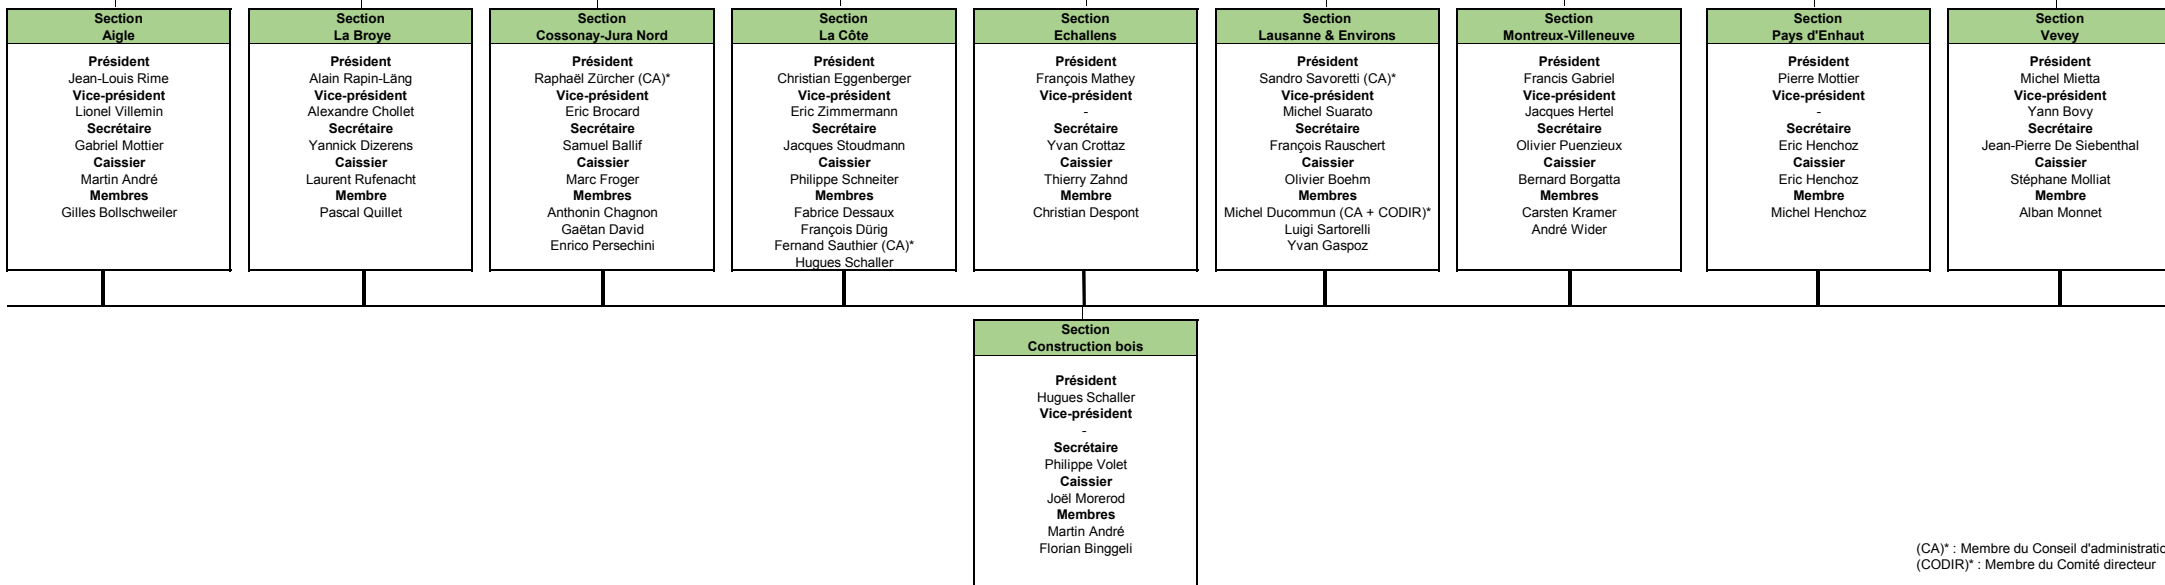 Section
Aigle
Président
Jean-Louis Rime
Vice-président
Lionel Villemin
Secrétaire
Gabriel Mottier
Caissier
Martin André
Membres
Gilles Bollschweiler
Section
La Broye
Président
Alain Rapin-Läng
Vice-président
Alexandre Chollet
Secrétaire
Yannick Dizerens
Caissier
Laurent Rufenacht
Membre
Pascal Quillet
Section
Cossonay-Jura Nord
Président
Raphaël Zürcher (CA)*
Vice-président
Eric Brocard
Secrétaire
Samuel Ballif
Caissier
Marc Froger
Membres
Anthonin Chagnon
Gaëtan David
Enrico Persechini
Section
La Côte
Président
Christian Eggenberger
Vice-président
Eric Zimmermann
Secrétaire
Jacques Stoudmann
Caissier
Philippe Schneiter
Membres
Fabrice Dessaux
François Dürig
Fernand Sauthier (CA)*
Hugues Schaller
Section
Echallens
Président
François Mathey
Vice-président
-
Secrétaire
Yvan Crottaz
Caissier
Thierry Zahnd
Membre
Christian Despont
Section
Lausanne & Environs
Président
Sandro Savoretti (CA)*
Vice-président
Michel Suarato
Secrétaire
François Rauschert
Caissier
Olivier Boehm
Membres
Michel Ducommun (CA + CODIR)*
Luigi Sartorelli
Yvan Gaspoz
Section
Montreux-Villeneuve
Président
Francis Gabriel
Vice-président
Jacques Hertel
Secrétaire
Olivier Puenzieux
Caissier
Bernard Borgatta
Membres
Carsten Kramer
André Wider
Section
Pays d'Enhaut
Président
Pierre Mottier
Vice-président
-
Secrétaire
Eric Henchoz
Caissier
Eric Henchoz
Membre
Michel Henchoz
Section
Vevey
Président
Michel Mietta
Vice-président
Yann Bovy
Secrétaire
Jean-Pierre De Siebenthal
Caissier
Stéphane Molliat
Membre
Alban Monnet
Section
Construction bois
Président
Hugues Schaller
Vice-président
-
Secrétaire
Philippe Volet
Caissier
Joël Morerod
Membres
Martin André
Florian Binggeli
(CA)* : Membre du Conseil d'administratio
(CODIR)* : Membre du Comité directeur